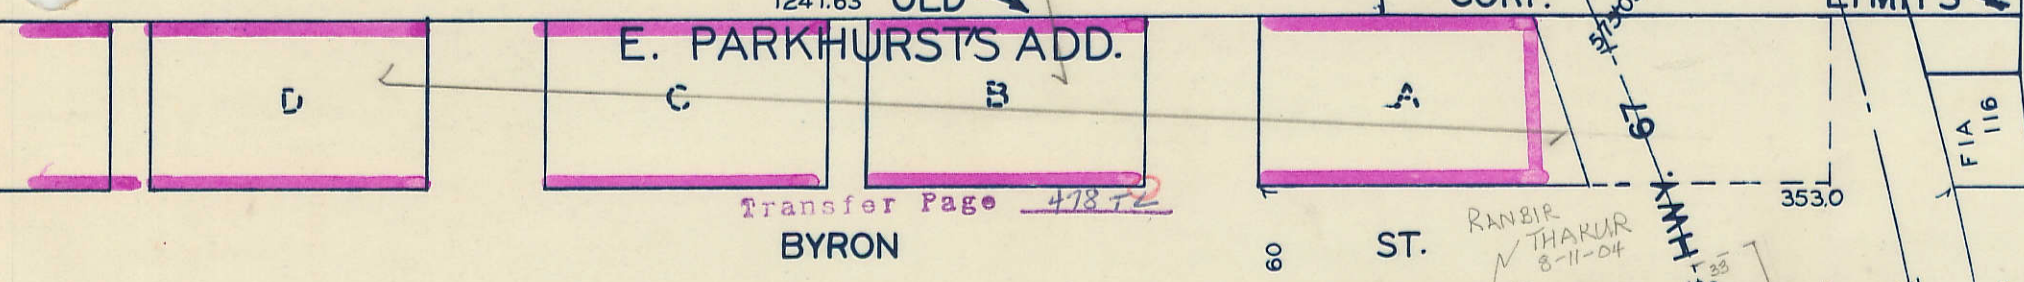 1241.63 OLD CORP. LIMITS
E. PARKHURST'S ADD.
D C B A
67
FIA
116
Transfer Page 478
353.0
BYRON ST.
60
HWY.
RANBIR
THAKUR
8-11-04
33